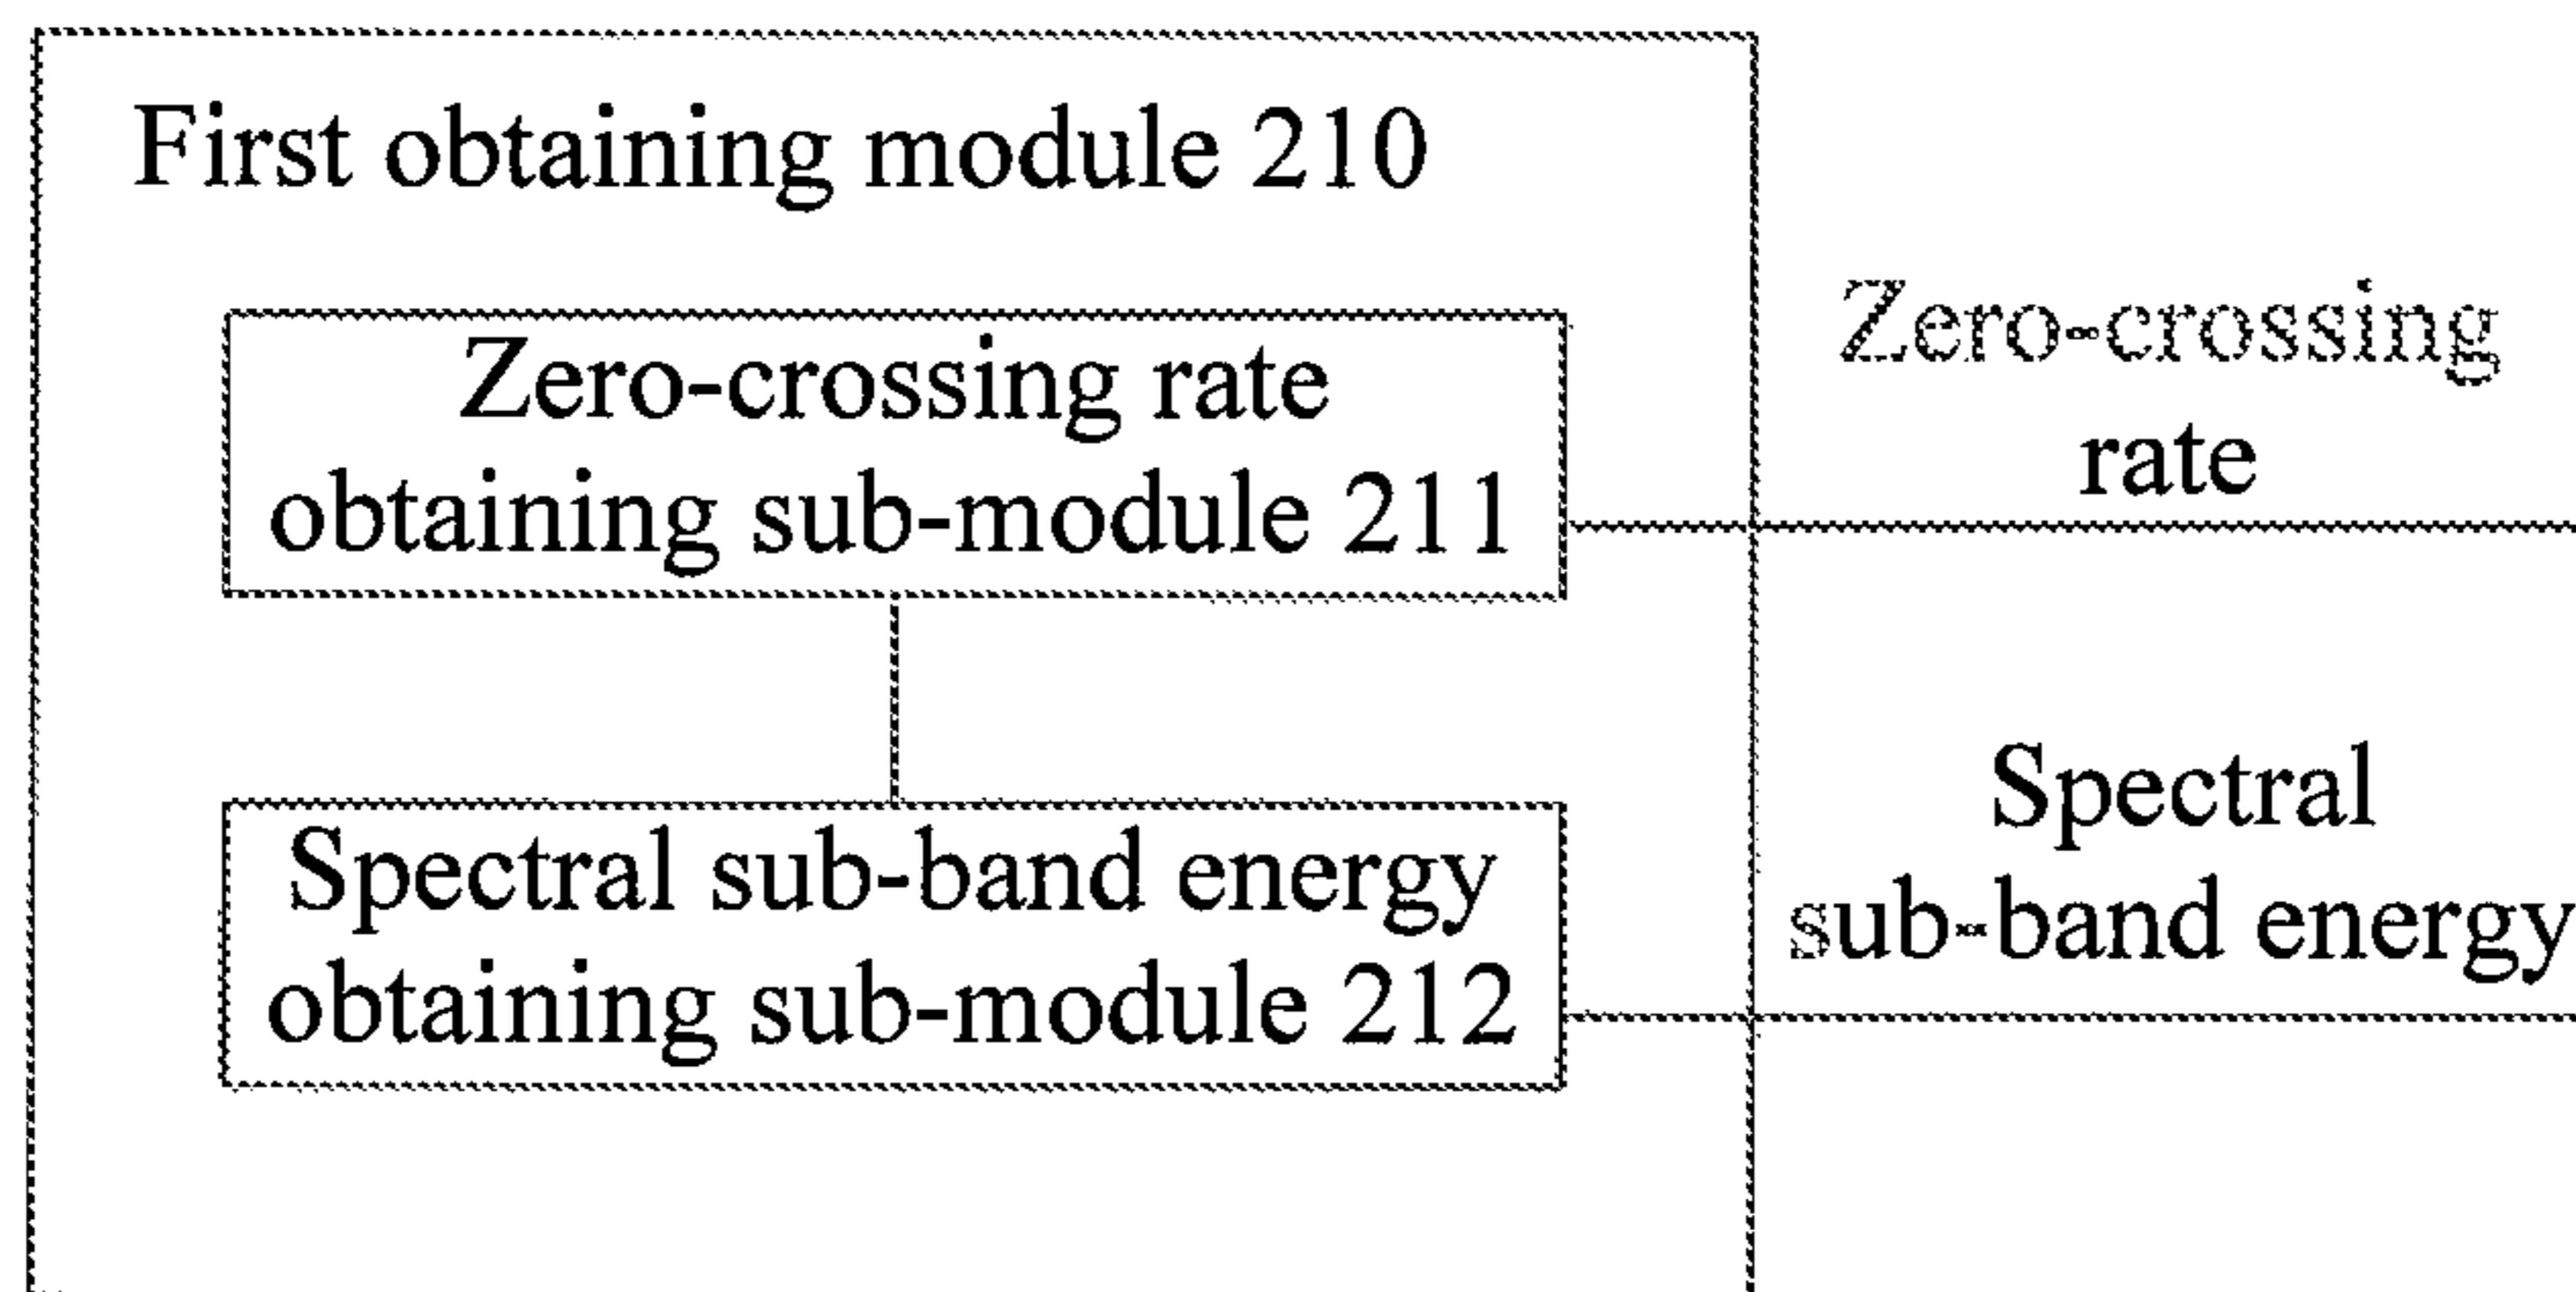 First obtaining module 210
Zero-crossing rate
obtaining sub-module 211
Zero-crossing
rate
Spectral sub-band energy
obtaining sub-module 212
Spectral
sub-band energy